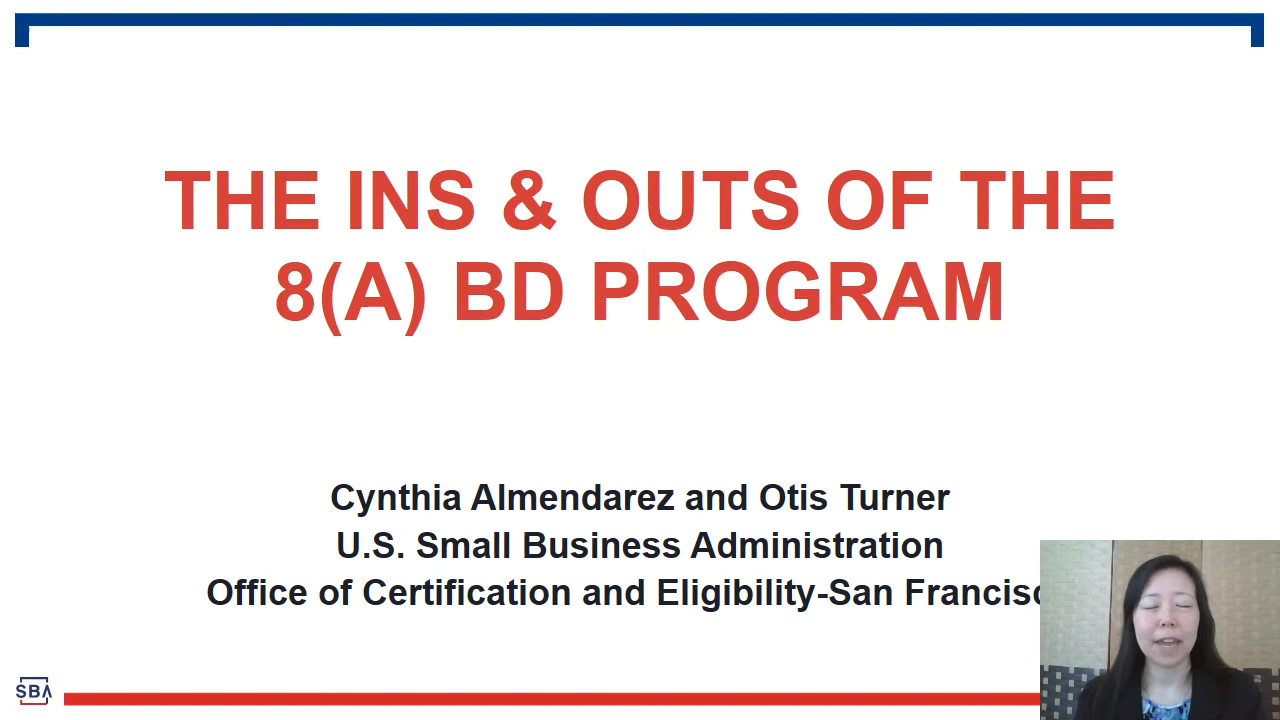 THE INS & OUTS OF THE
8(A) BD PROGRAM
Cynthia Almendarez and Otis Turner
U.S. Small Business Administration
Office of Certification and Eligibility-San
SBA